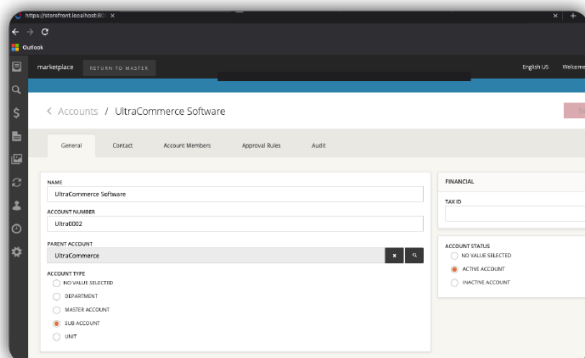 https://storefront.localhost:80
Outlook
marketplace RETURN TO MASTER English US Welcome
Accounts / UltraCommerce Software
General Contact Account Members Approval Rules Audit
NAME
UltraCommerce Software
ACCOUNT NUMBER
Ultra0002
PARENT ACCOUNT
UltraCommerce
ACCOUNT TYPE
NO VALUE SELECTED
DEPARTMENT
MASTER ACCOUNT
SUB ACCOUNT
UNIT
FINANCIAL
TAX ID
ACCOUNT STATUS
NO VALUE SELECTED
ACTIVE ACCOUNT
INACTIVE ACCOUNT